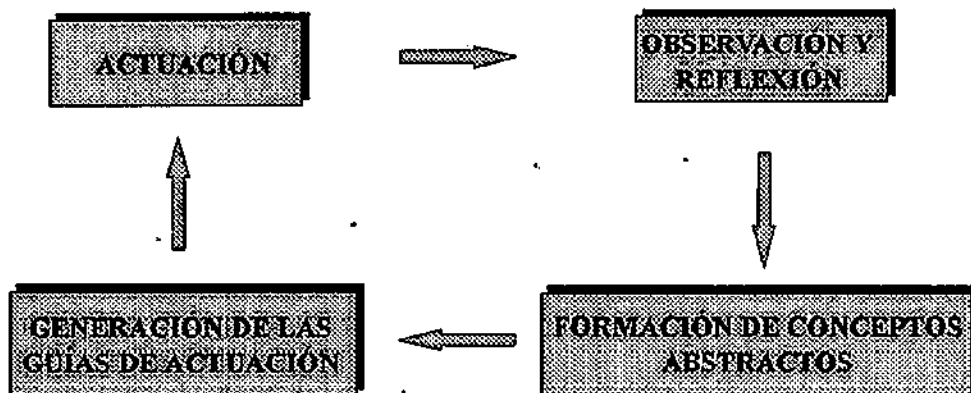 ACTUACIÓN
OBSERVACIÓN Y
REFLEXIÓN
GENERACIÓN DE LAS
GUÍAS DE ACTUACIÓN
FORMACIÓN DE CONCEPTOS
ABSTRACTOS